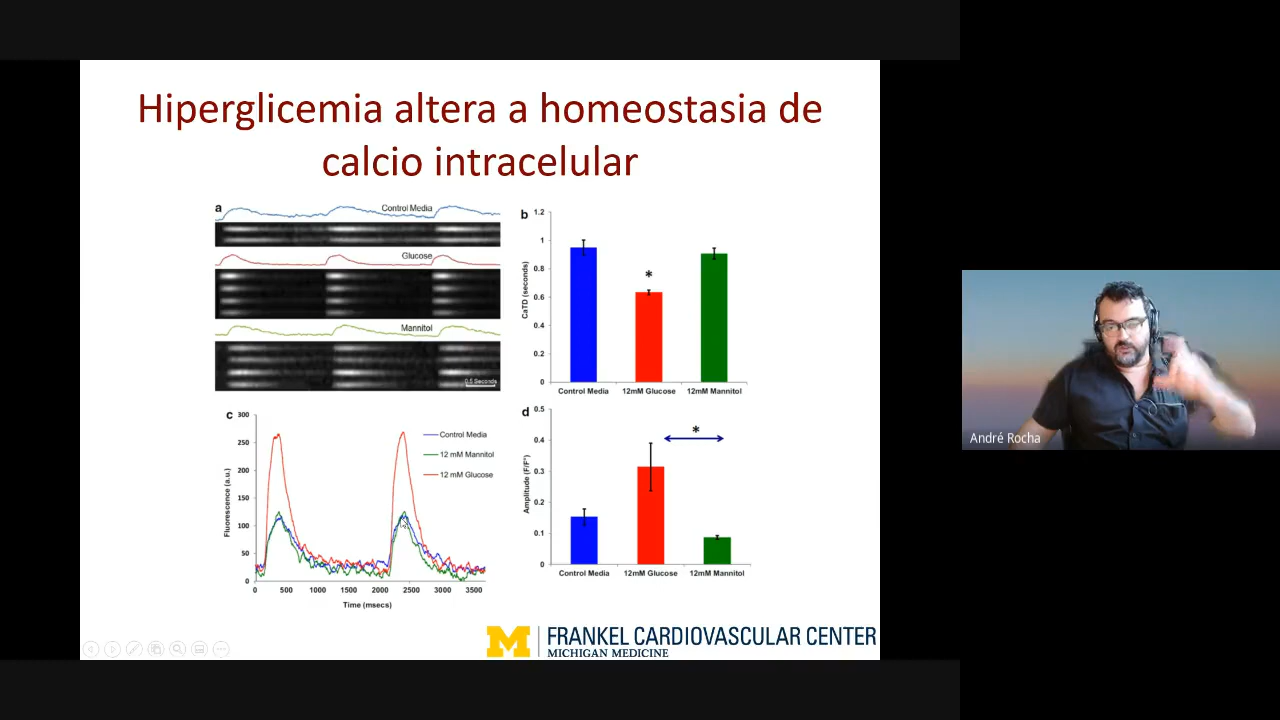 Hiperglicemia altera a homeostasia de
calcio intracelular
a
Control Media
Glucose
Mannitol
0.5 Seconds
b
CaTD (seconds)
1.2
1
0.8
0.6
0.4
0.2
0
*
Control Media
12mM Glucose
12mM Mannitol
c
Fluorescence (a.u.)
300
250
200
150
100
50
0
0
500
1000
1500
2000
2500
3000
3500
Time (msecs)
Control Media
12 mM Mannitol
12 mM Glucose
d
Amplitude (F/F°)
0.5
0.4
0.3
0.2
0.1
0
*
Control Media
12mM Glucose
12mM Mannitol
M
FRANKEL CARDIOVASCULAR CENTER
MICHIGAN MEDICINE
André Rocha